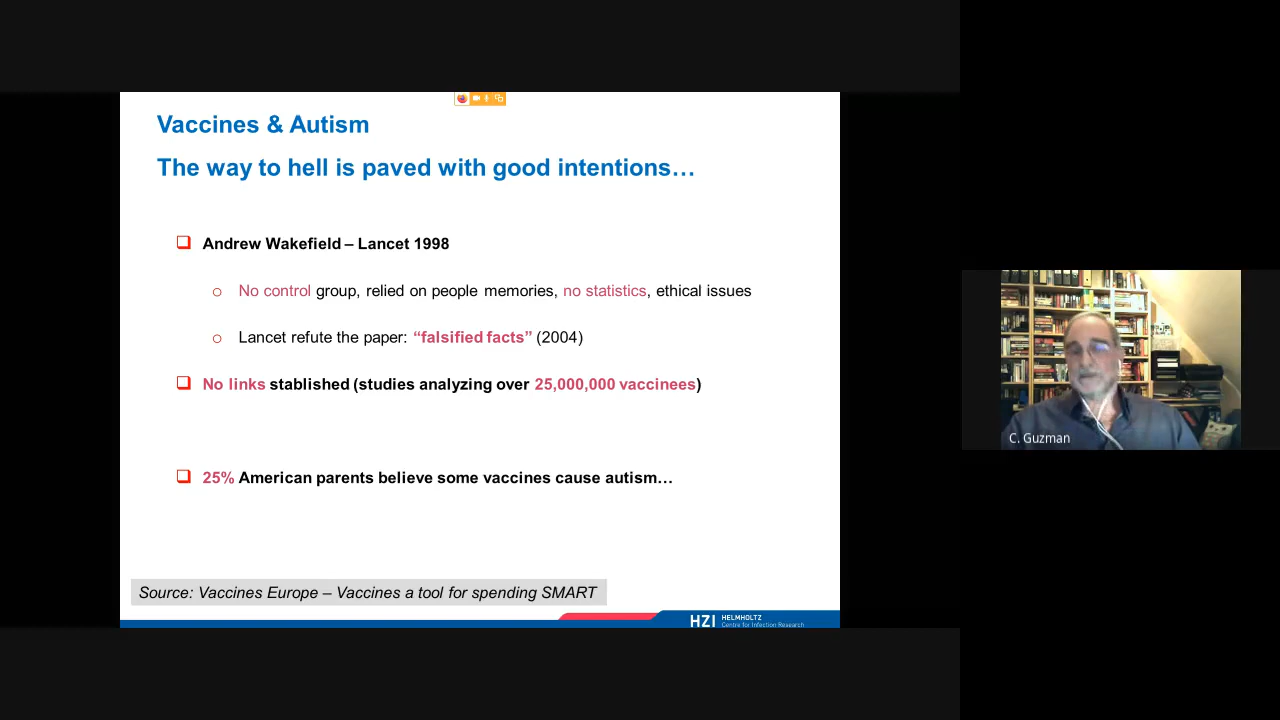 Vaccines & Autism
The way to hell is paved with good intentions…
Andrew Wakefield – Lancet 1998
No control group, relied on people memories, no statistics, ethical issues
Lancet refute the paper: “falsified facts” (2004)
No links stablished (studies analyzing over 25,000,000 vaccinees)
25% American parents believe some vaccines cause autism…
Source: Vaccines Europe – Vaccines a tool for spending SMART
HZI HELMHOLTZ
Centre for Infection Research
C. Guzman